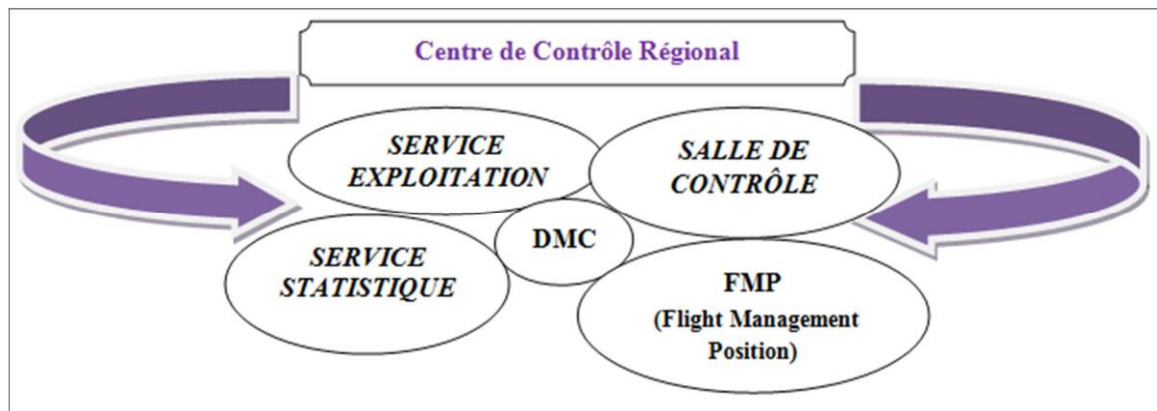 Centre de Contrôle Régional
SERVICE
EXPLOITATION
SALLE DE
CONTRÔLE
DMC
SERVICE
STATISTIQUE
FMP
(Flight Management
Position)